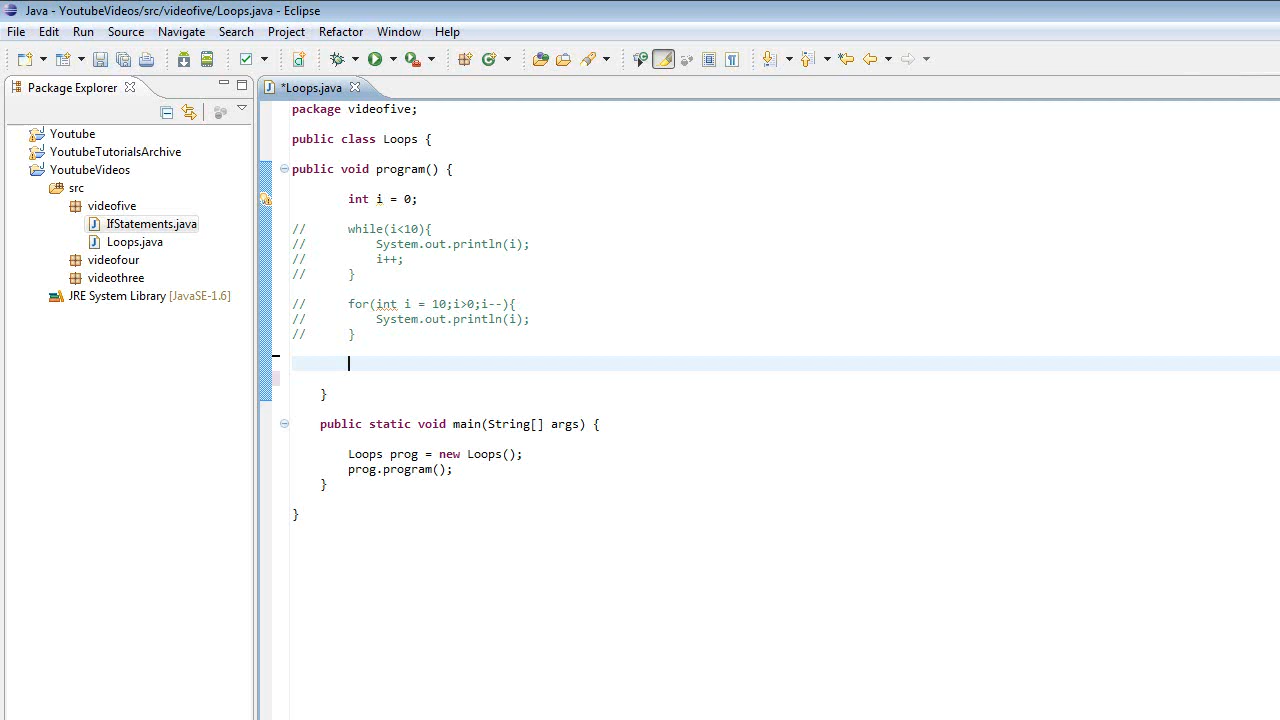 Java - YoutubeVideos/src/videofive/Loops.java - Eclipse
File Edit Run Source Navigate Search Project Refactor Window Help
Package Explorer
*Loops.java
Youtube
YoutubeTutorialsArchive
YoutubeVideos
src
videofive
IfStatements.java
Loops.java
videofour
videothree
JRE System Library [JavaSE-1.6]
package videofive;
public class Loops {
public void program() {
int i = 0;
// while(i<10){
// System.out.println(i);
// i++;
// }
// for(int i = 10;i>0;i--){
// System.out.println(i);
// }
}
public static void main(String[] args) {
Loops prog = new Loops();
prog.program();
}
}